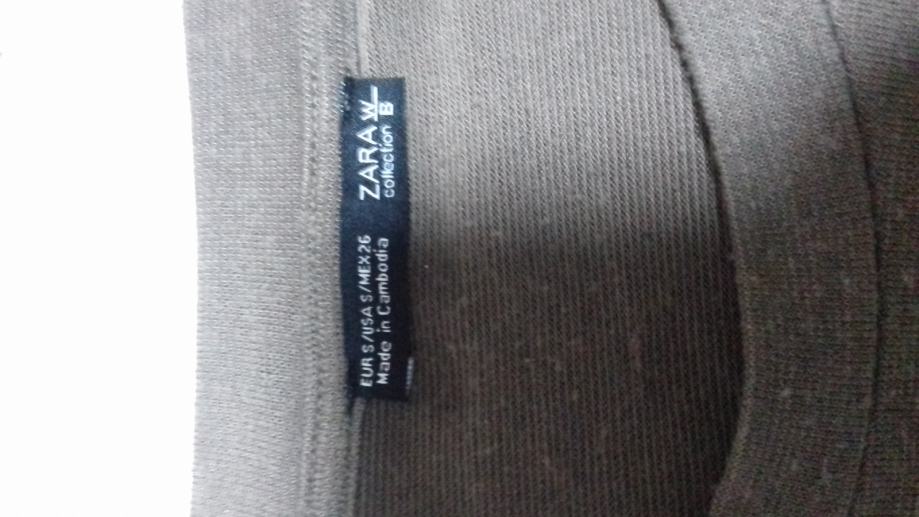 ZARA W
collection B
EUR S/USA S/MEX 26
Made in Cambodia